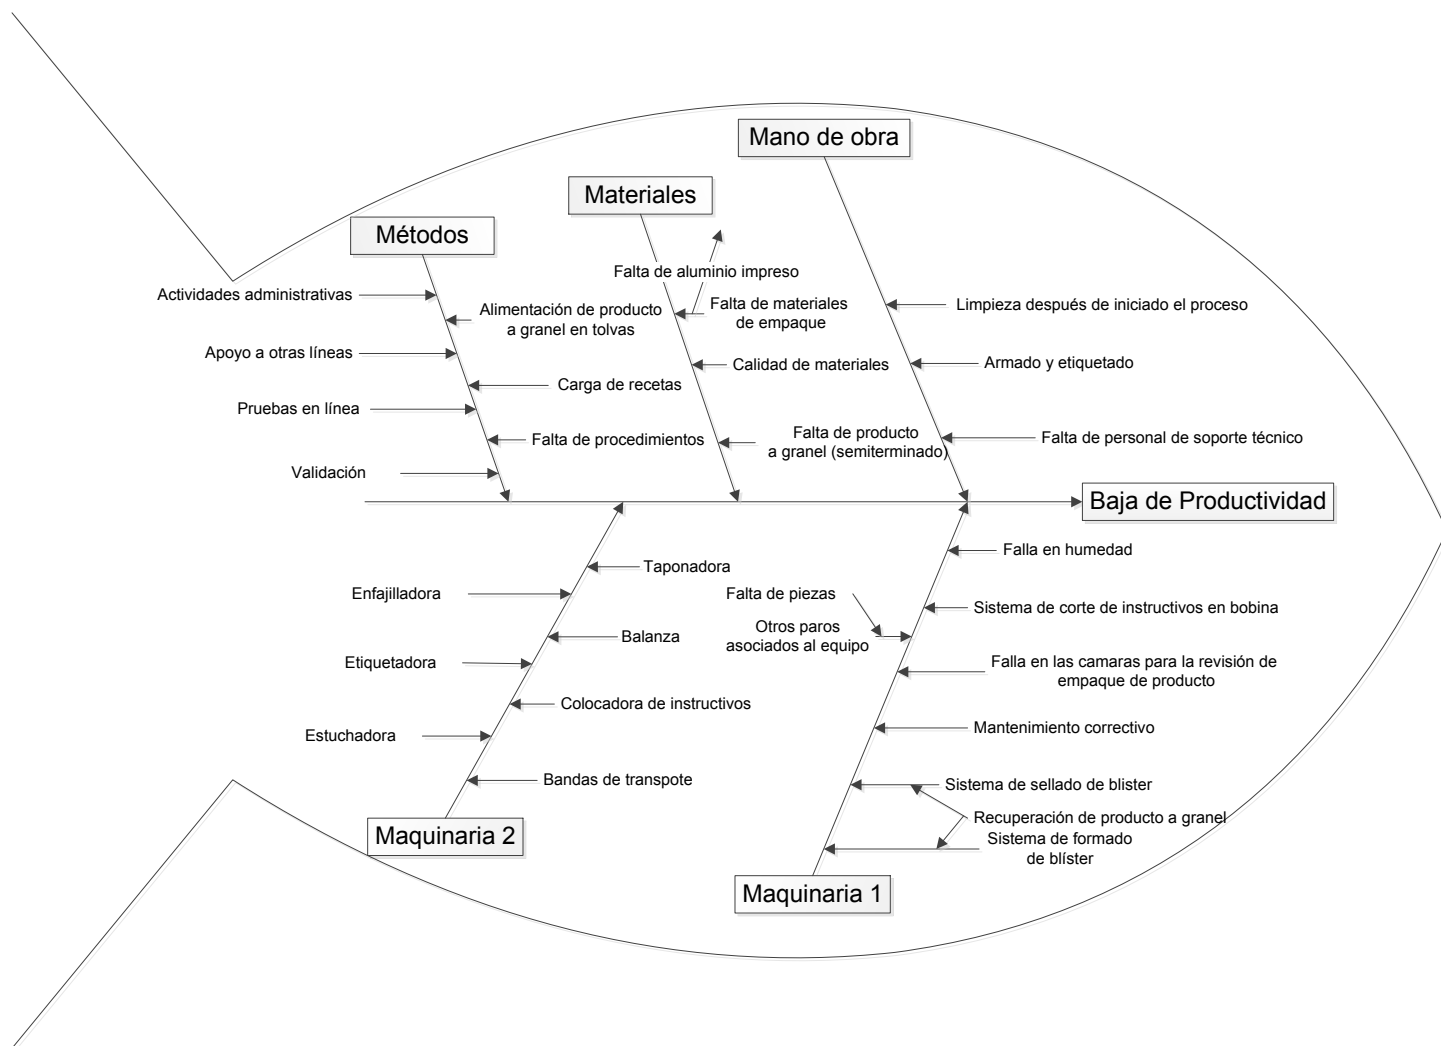 Mano de obra
Materiales
Métodos
Falta de aluminio impreso
Actividades administrativas
Alimentación de producto
a granel en tolvas
Falta de materiales
de empaque
Limpieza después de iniciado el proceso
Apoyo a otras líneas
Calidad de materiales
Armado y etiquetado
Carga de recetas
Pruebas en línea
Falta de procedimientos
Falta de producto
a granel (semiterminado)
Falta de personal de soporte técnico
Validación
Baja de Productividad
Falla en humedad
Taponadora
Enfajilladora
Falta de piezas
Sistema de corte de instructivos en bobina
Balanza
Otros paros
asociados al equipo
Etiquetadora
Falla en las camaras para la revisión de
empaque de producto
Colocadora de instructivos
Mantenimiento correctivo
Estuchadora
Bandas de transpote
Sistema de sellado de blister
Recuperación de producto a granel
Maquinaria 2
Sistema de formado
de blíster
Maquinaria 1